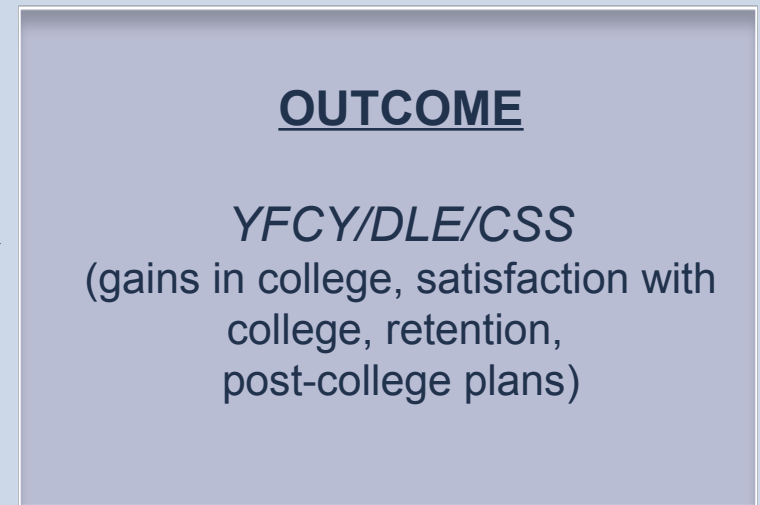 OUTCOME
YFCY/DLE/CSS
(gains in college, satisfaction with
college, retention,
post-college plans)